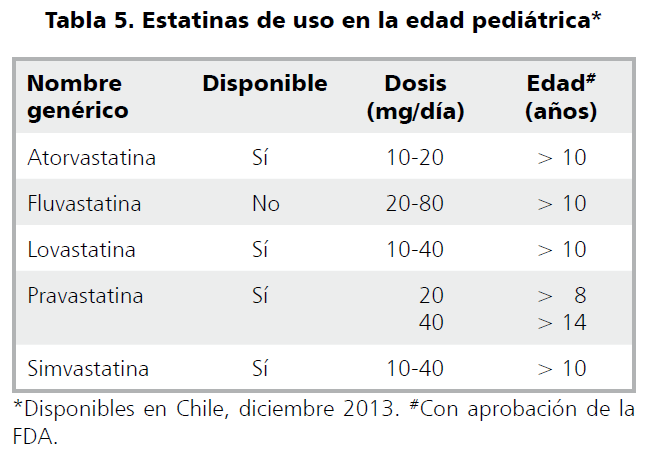 Tabla 5. Estatinas de uso en la edad pediátrica*
Nombre genérico Disponible Dosis (mg/día) Edad# (años)
Atorvastatina Sí 10-20 > 10
Fluvastatina No 20-80 > 10
Lovastatina Sí 10-40 > 10
Pravastatina Sí 20 > 8
40 > 14
Simvastatina Sí 10-40 > 10
*Disponibles en Chile, diciembre 2013. #Con aprobación de la
FDA.